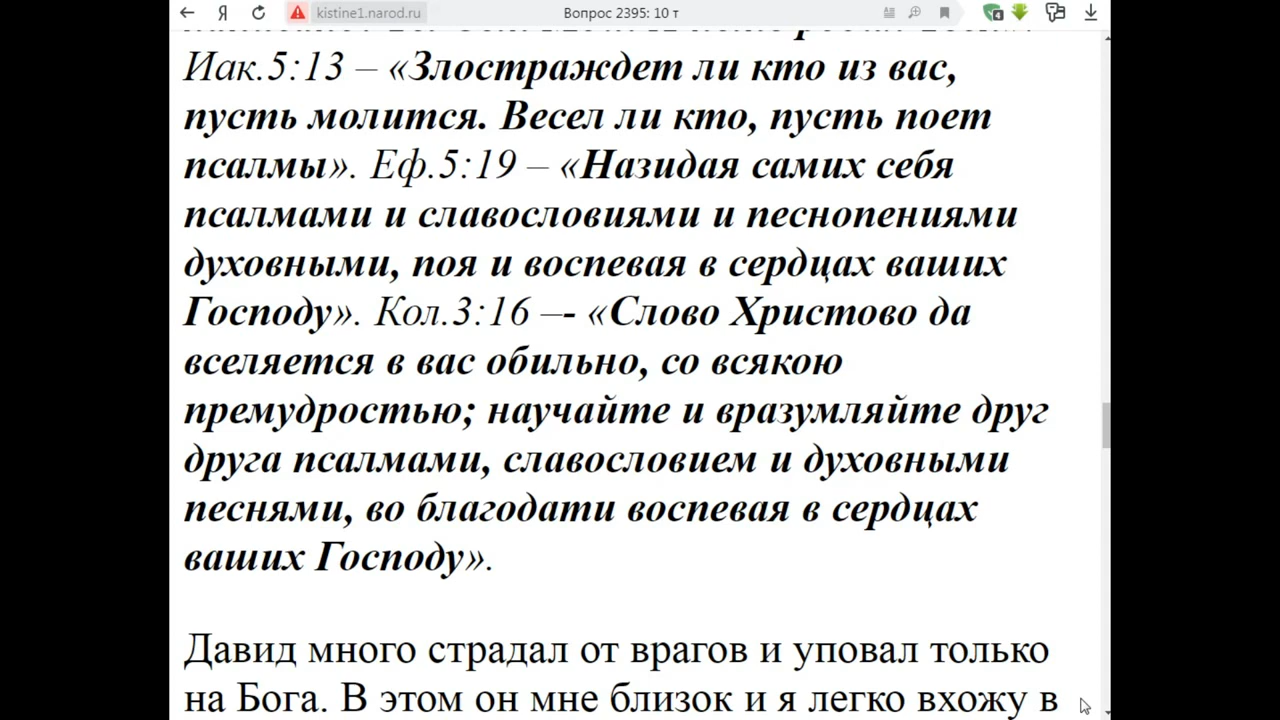 Я kistine1.narod.ru Вопрос 2395: 10 т 4
Иак.5:13 – «Злостраждет ли кто из вас,
пусть молится. Весел ли кто, пусть поет
псалмы». Еф.5:19 – «Назидая самих себя
псалмами и славословиями и песнопениями
духовными, поя и воспевая в сердцах ваших
Господу». Кол.3:16 –- «Слово Христово да
вселяется в вас обильно, со всякою
премудростью; научайте и вразумляйте друг
друга псалмами, славословием и духовными
песнями, во благодати воспевая в сердцах
ваших Господу».
Давид много страдал от врагов и уповал только
на Бога. В этом он мне близок и я легко вхожу в